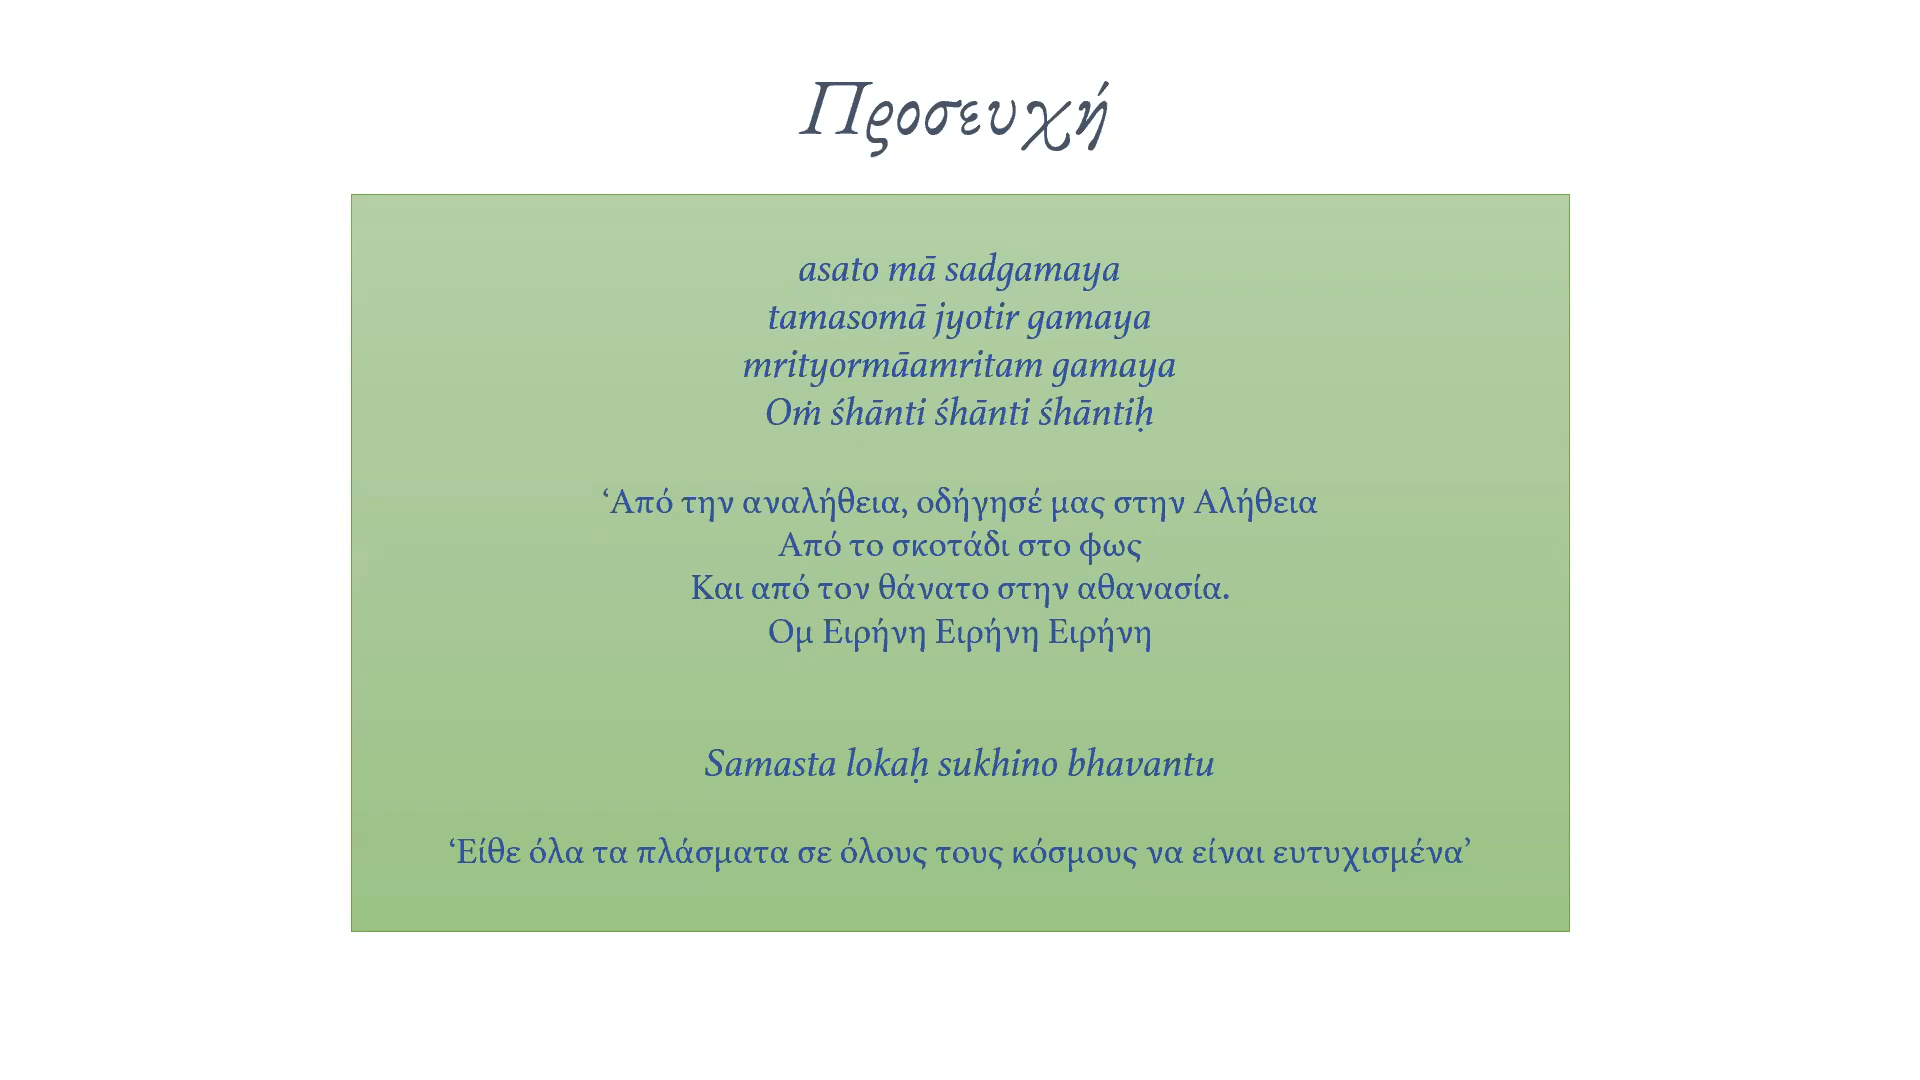 Προσευχή
asato mā sadgamaya
tamasomā jyotir gamaya
mrityormāamritam gamaya
Oṁ śhānti śhānti śhāntiḥ
‘Από την αναλήθεια, οδήγησέ μας στην Αλήθεια
Από το σκοτάδι στο φως
Και από τον θάνατο στην αθανασία.
Ομ Ειρήνη Ειρήνη Ειρήνη
Samasta lokaḥ sukhino bhavantu
‘Είθε όλα τα πλάσματα σε όλους τους κόσμους να είναι ευτυχισμένα’